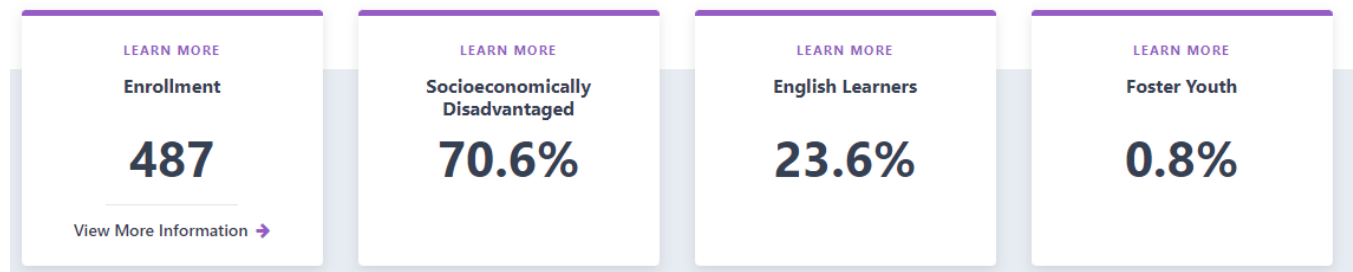 LEARN MORE
Enrollment
487
View More Information
LEARN MORE
Socioeconomically
Disadvantaged
70.6%
LEARN MORE
English Learners
23.6%
LEARN MORE
Foster Youth
0.8%